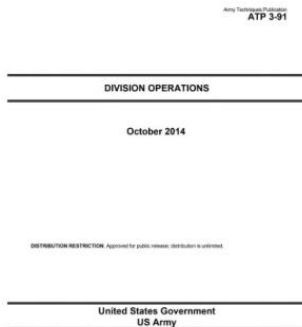 Army Techniques Publication
ATP 3-91
DIVISION OPERATIONS
October 2014
DISTRIBUTION RESTRICTION. Approved for public release; distribution is unlimited.
United States Government
US Army